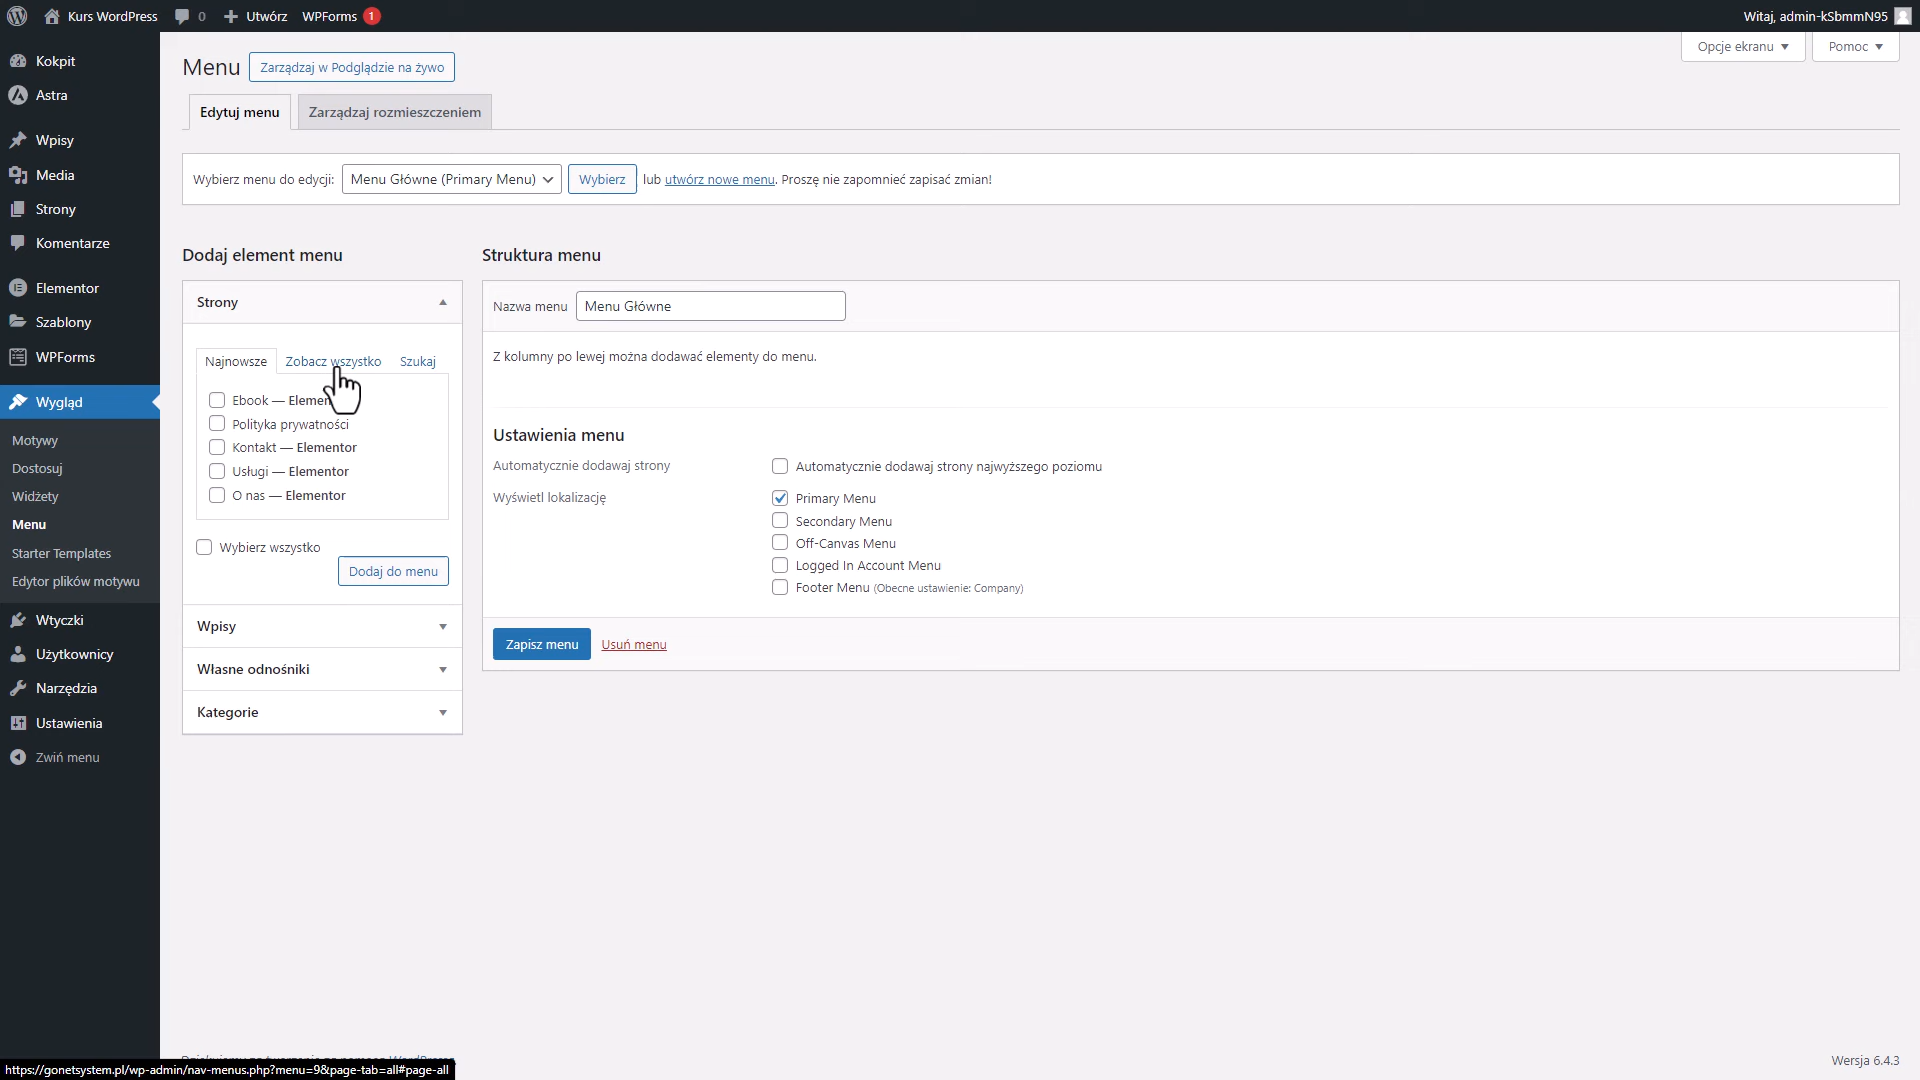 Kurs WordPress
0
Utwórz
WPForms 1
Witaj, admin-kSbmmN95
Opcje ekranu
Pomoc
Kokpit
Astra
Wpisy
Media
Strony
Komentarze
Elementor
Szablony
WPForms
Wygląd
Motywy
Dostosuj
Widżety
Menu
Starter Templates
Edytor plików motywu
Wtyczki
Użytkownicy
Narzędzia
Ustawienia
Zwiń menu
Menu
Zarządzaj w Podglądzie na żywo
Edytuj menu
Zarządzaj rozmieszczeniem
Wybierz menu do edycji: Menu Główne (Primary Menu) Wybierz lub utwórz nowe menu. Proszę nie zapomnieć zapisać zmian!
Dodaj element menu
Strony
Najnowsze
Zobacz wszystko
Szukaj
Ebook —
Polityka prywatności
Kontakt — Elementor
Usługi — Elementor
O nas — Elementor
Wybierz wszystko
Dodaj do menu
Wpisy
Własne odnośniki
Kategorie
Struktura menu
Nazwa menu Menu Główne
Z kolumny po lewej można dodawać elementy do menu.
Ustawienia menu
Automatycznie dodawaj strony
Automatycznie dodawaj strony najwyższego poziomu
Wyświetl lokalizację
Primary Menu
Secondary Menu
Off-Canvas Menu
Logged In Account Menu
Footer Menu (Obecne ustawienie: Company)
Zapisz menu
Usuń menu
Wersja 6.4.3
https://gonetsystem.pl/wp-admin/nav-menus.php?menu=9&page-tab=all#page-all